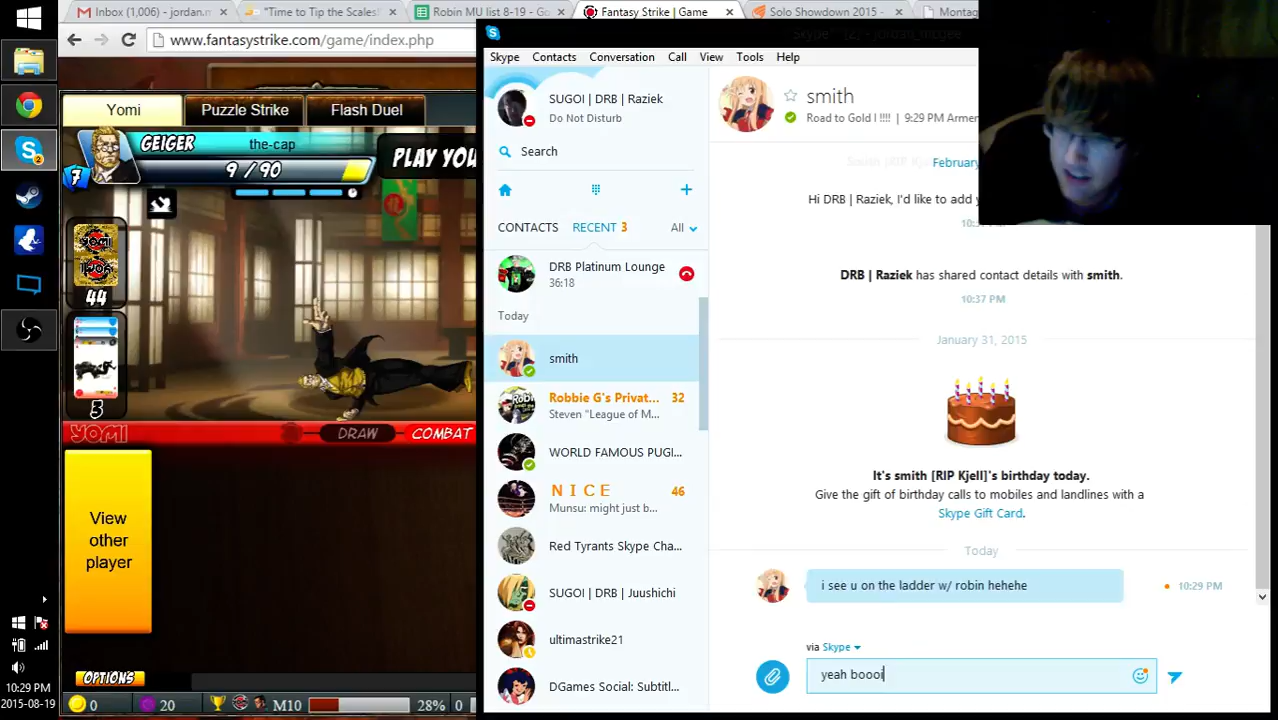 Inbox (1,006) - jordan.m
"Time to Tip the Scales!
Robin MU list 8-19 - Go
Fantasy Strike | Game
Solo Showdown 2015 -
Montag
www.fantasystrike.com/game/index.php
Yomi
Puzzle Strike
Flash Duel
GEIGER
the-cap
9 / 90
PLAY YOU
7
YOMI
44
5
YOMI
DRAW
COMBAT
View
other
player
OPTIONS
0
20
M10
28%
0
10:29 PM
2015-08-19
Skype
Contacts
Conversation
Call
View
Tools
Help
SUGOI | DRB | Raziek
Do Not Disturb
Search
CONTACTS
RECENT 3
All
DRB Platinum Lounge
36:18
Today
smith
Robbie G's Privat...
32
Steven "League of M...
WORLD FAMOUS PUGI...
N I C E
46
Munsu: might just b...
Red Tyrants Skype Cha...
SUGOI | DRB | Juushichi
ultimastrike21
DGames Social: Subtitl...
smith
Road to Gold I !!!! | 9:29 PM Armen
February
Hi DRB | Raziek, I'd like to add y
DRB | Raziek has shared contact details with smith.
10:37 PM
January 31, 2015
It's smith [RIP Kjell]'s birthday today.
Give the gift of birthday calls to mobiles and landlines with a
Skype Gift Card.
Today
i see u on the ladder w/ robin hehehe
10:29 PM
via Skype
yeah boooi